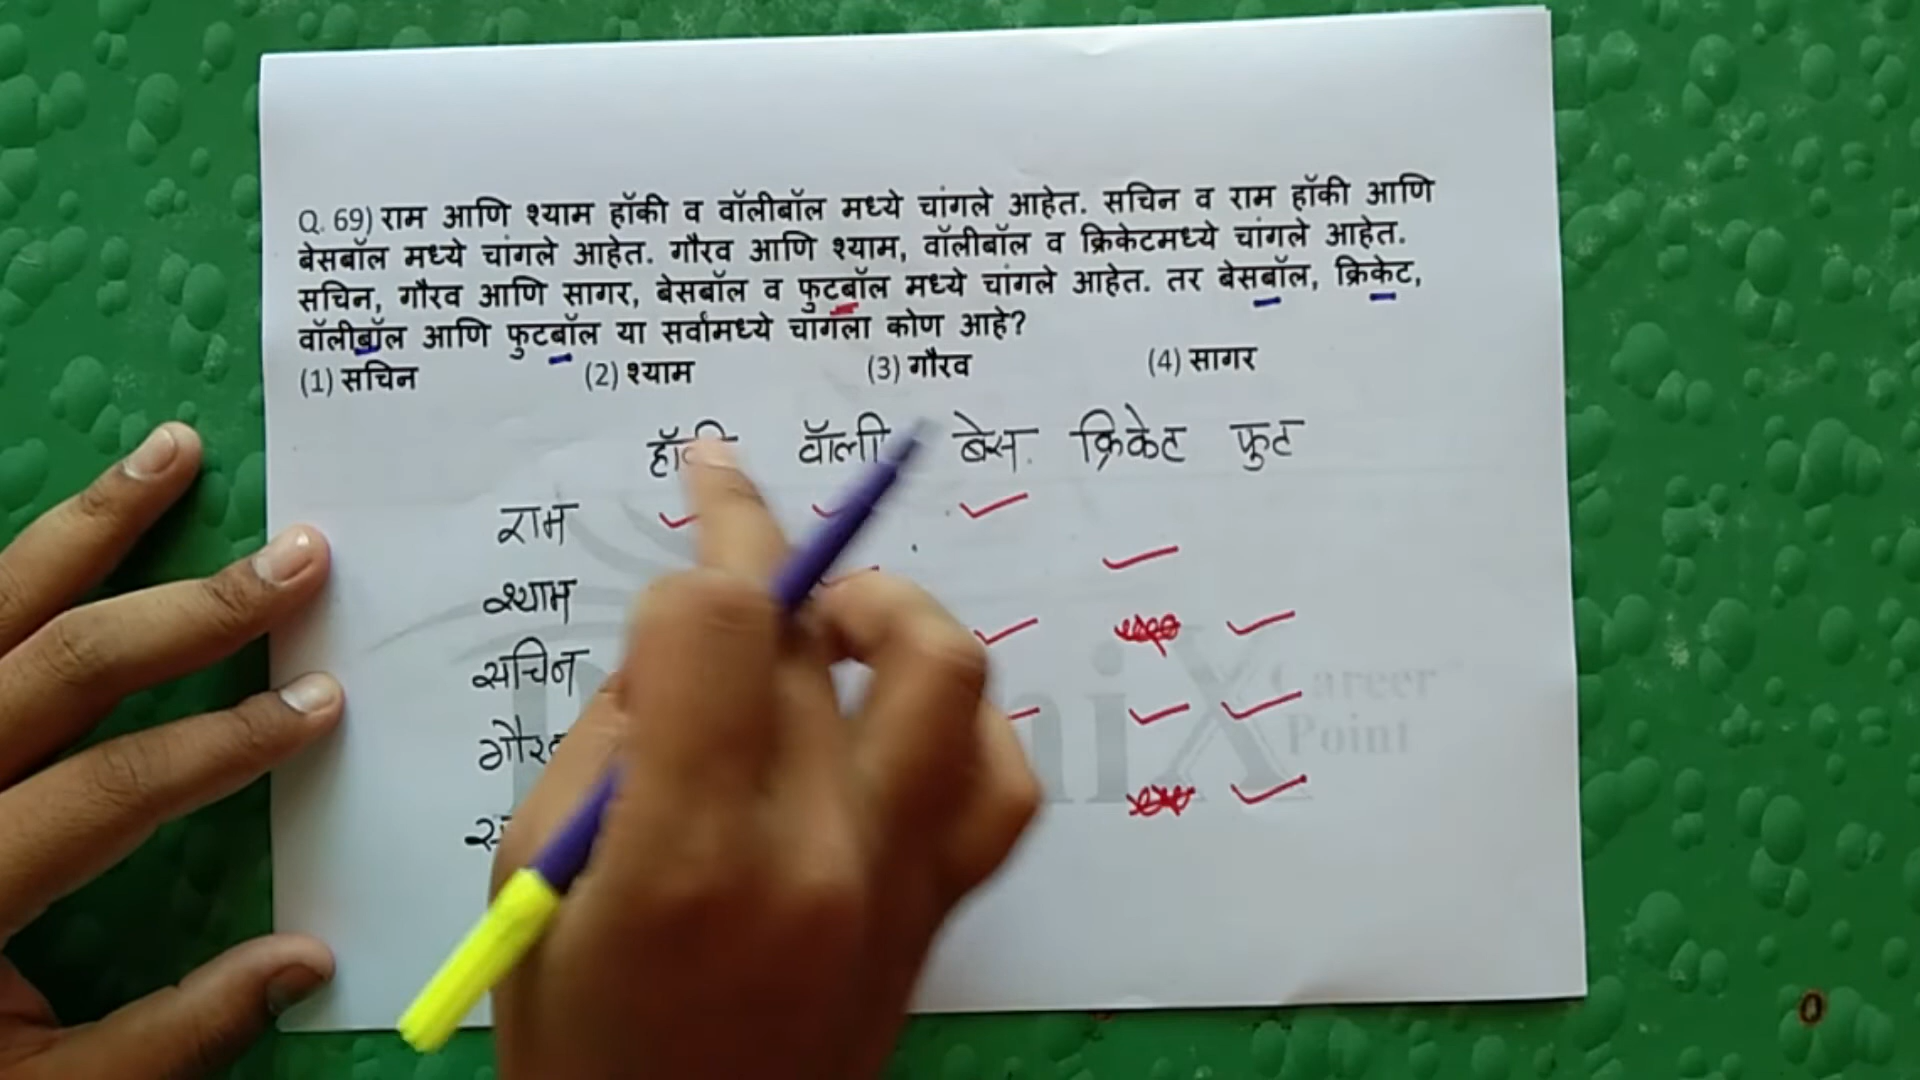 Q. 69) राम आणि श्याम हॉकी व वॉलीबॉल मध्ये चांगले आहेत. सचिन व राम हॉकी आणि
बेसबॉल मध्ये चांगले आहेत. गौरव आणि श्याम, वॉलीबॉल व क्रिकेटमध्ये चांगले आहेत.
सचिन, गौरव आणि सागर, बेसबॉल व फुटबॉल मध्ये चांगले आहेत. तर बेसबॉल, क्रिकेट,
वॉलीबॉल आणि फुटबॉल या सर्वांमध्ये चांगला कोण आहे?
(1) सचिन (2) श्याम (3) गौरव (4) सागर
वॉली बेस. क्रिकेट फुट
राम
श्याम
सचिन
Career
Point